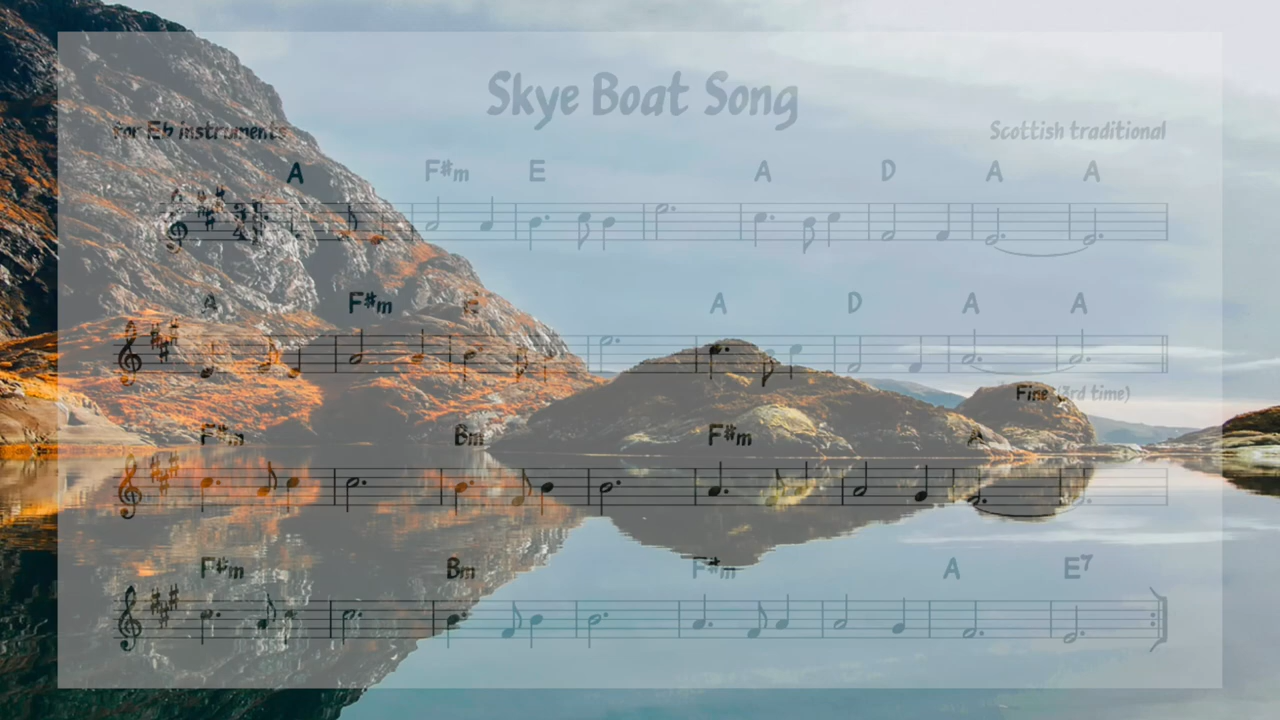 Skye Boat Song
for Eb instruments Scottish traditional
A F#m E A D A A
A F#m E A D A A
Fine (3rd time)
F#m Bm F#m A
F#m Bm F#m A E7